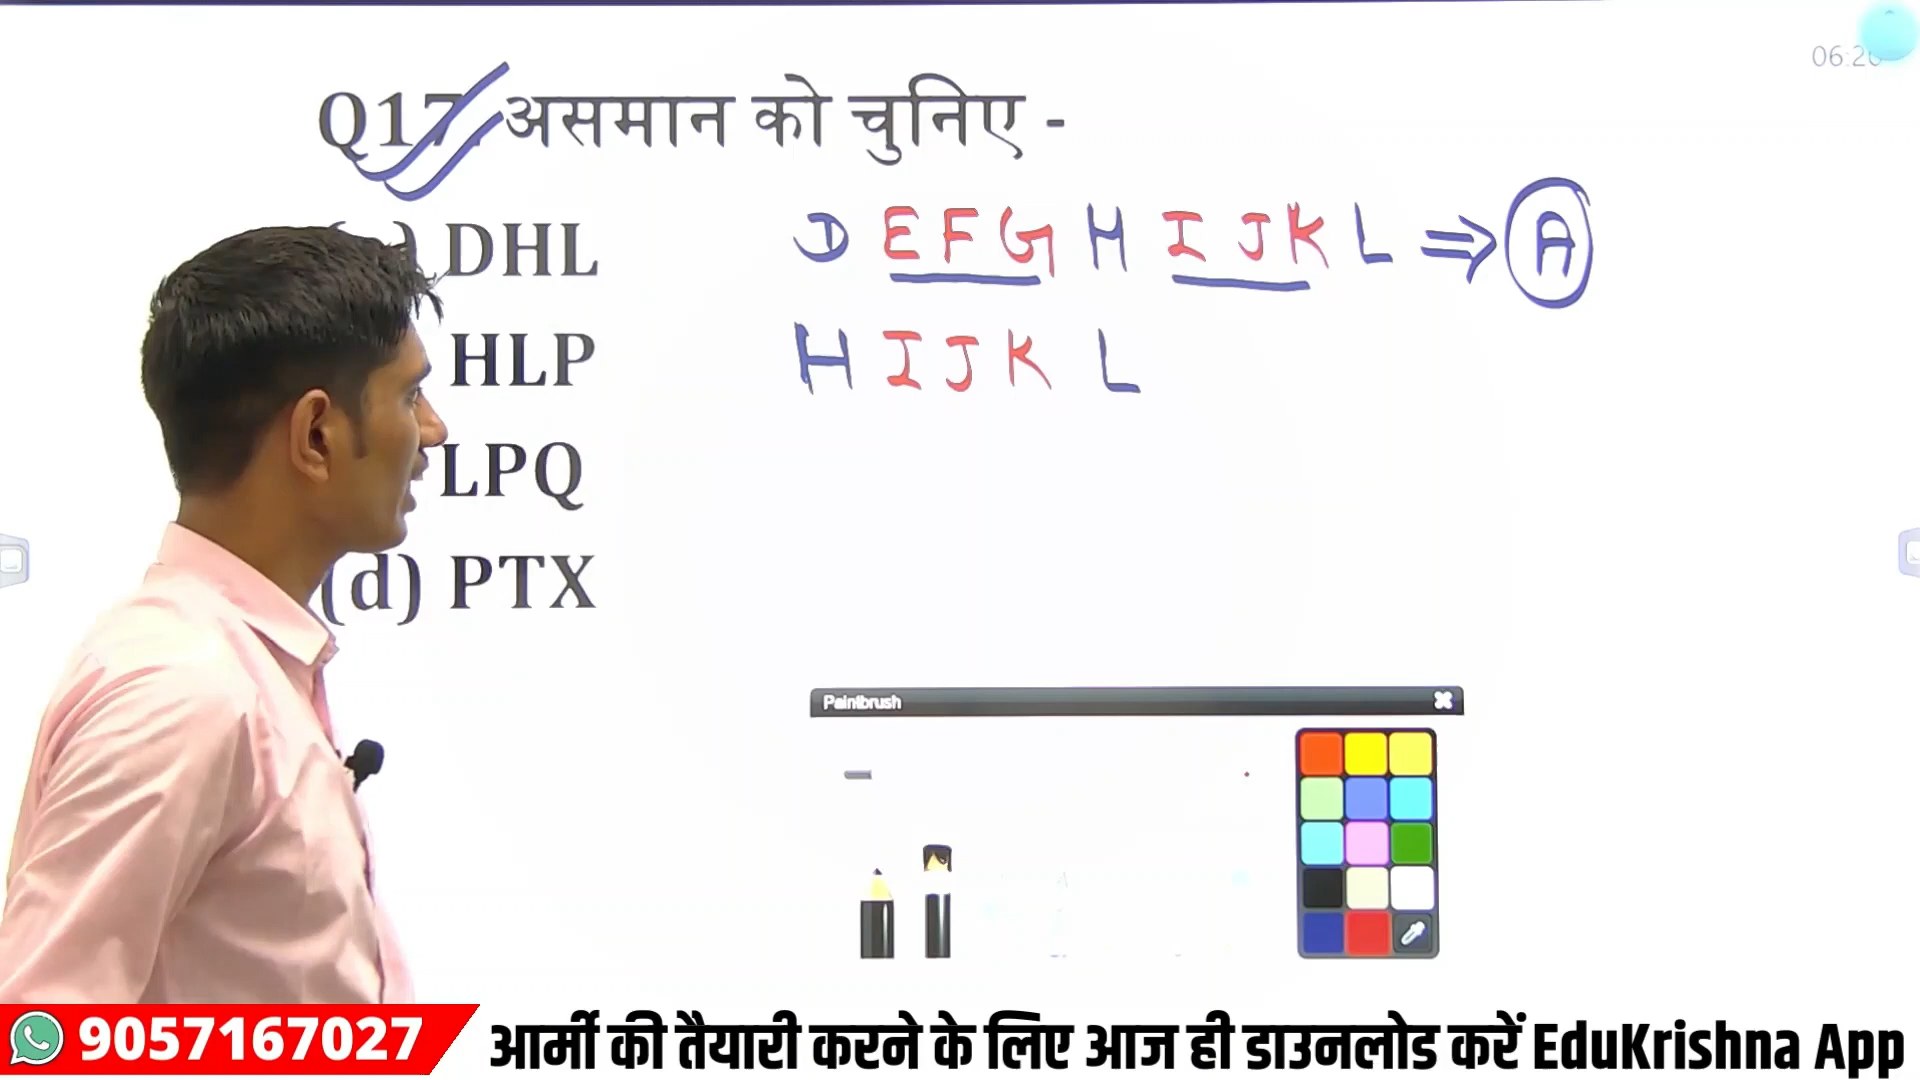 Q17. असमान को चुनिए -
DHL
D E F G H I J K L ⇒ A
HLP
H I J K L
LPQ
(d) PTX
Paintbrush
9057167027 आर्मी की तैयारी करने के लिए आज ही डाउनलोड करें EduKrishna App